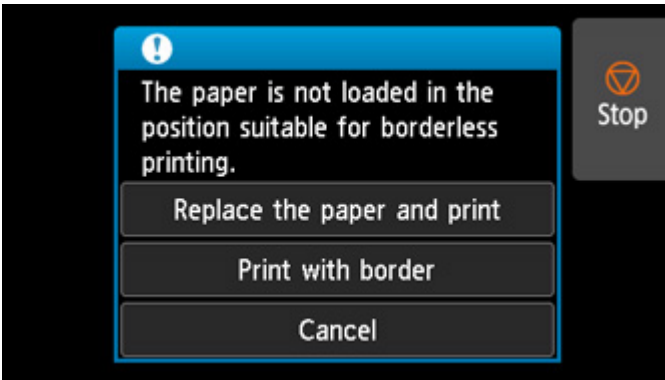 The paper is not loaded in the
position suitable for borderless
printing.
Replace the paper and print
Print with border
Cancel
Stop